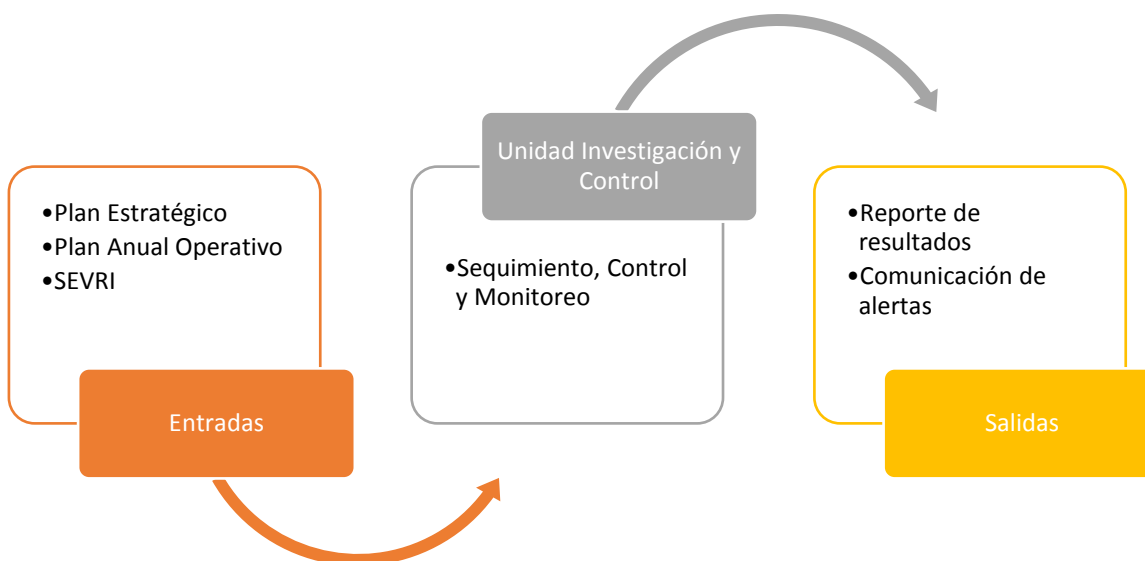 •Plan Estratégico
•Plan Anual Operativo
•SEVRI
Entradas
Unidad Investigación y
Control
•Sequimiento, Control
y Monitoreo
•Reporte de
resultados
•Comunicación de
alertas
Salidas